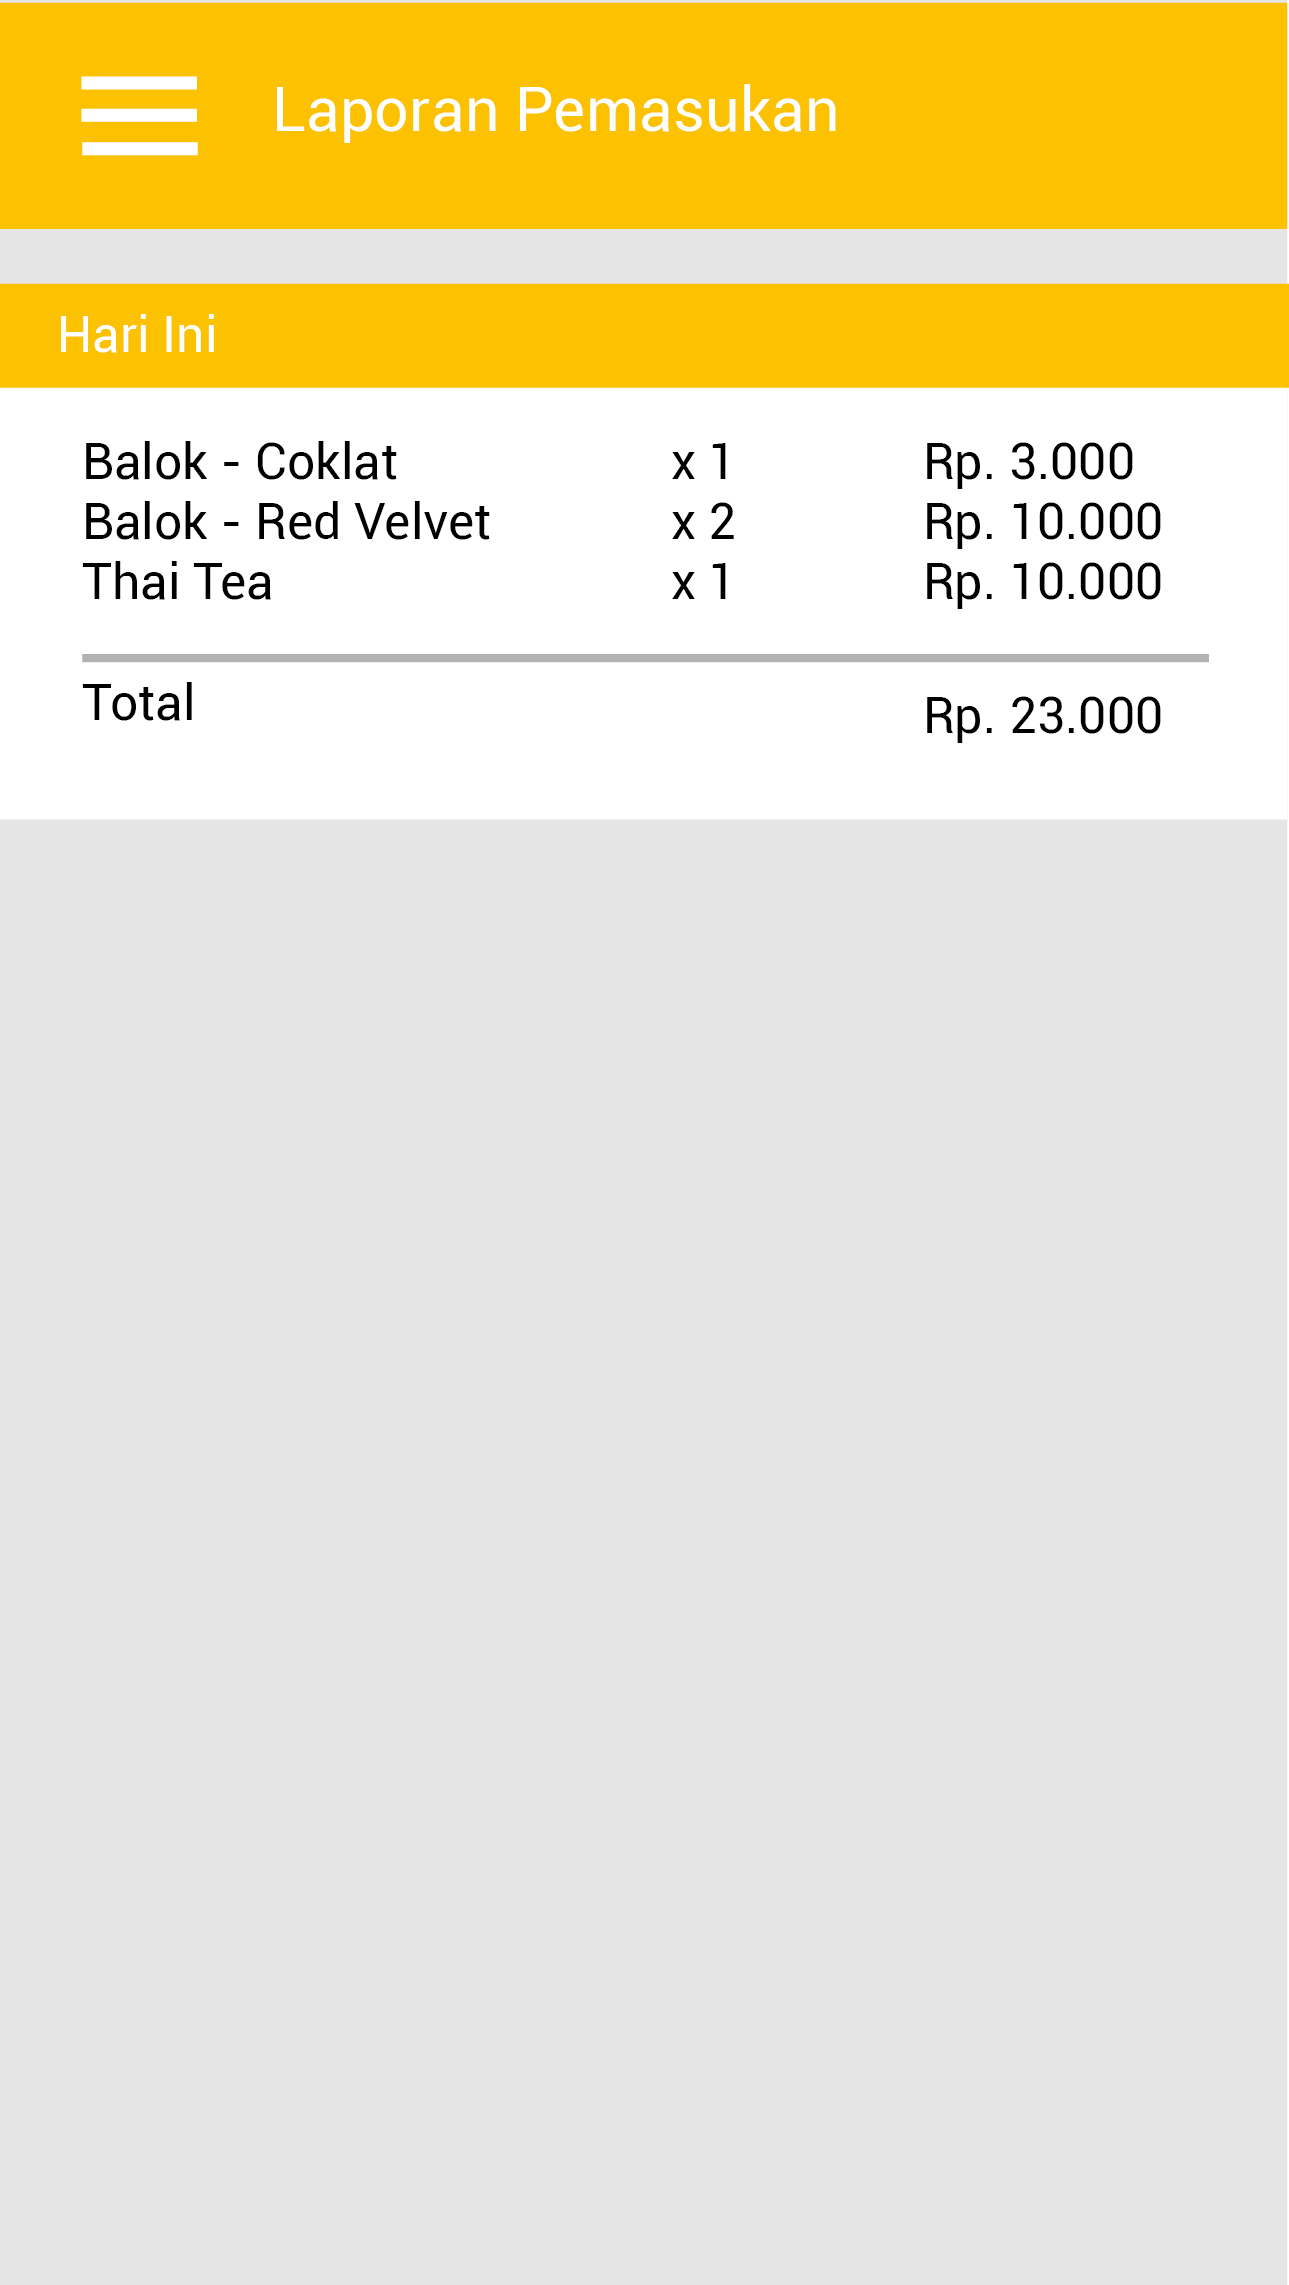 Laporan Pemasukan
Hari Ini
Balok - Coklat x 1 Rp. 3.000
Balok - Red Velvet x 2 Rp. 10.000
Thai Tea x 1 Rp. 10.000
Total Rp. 23.000